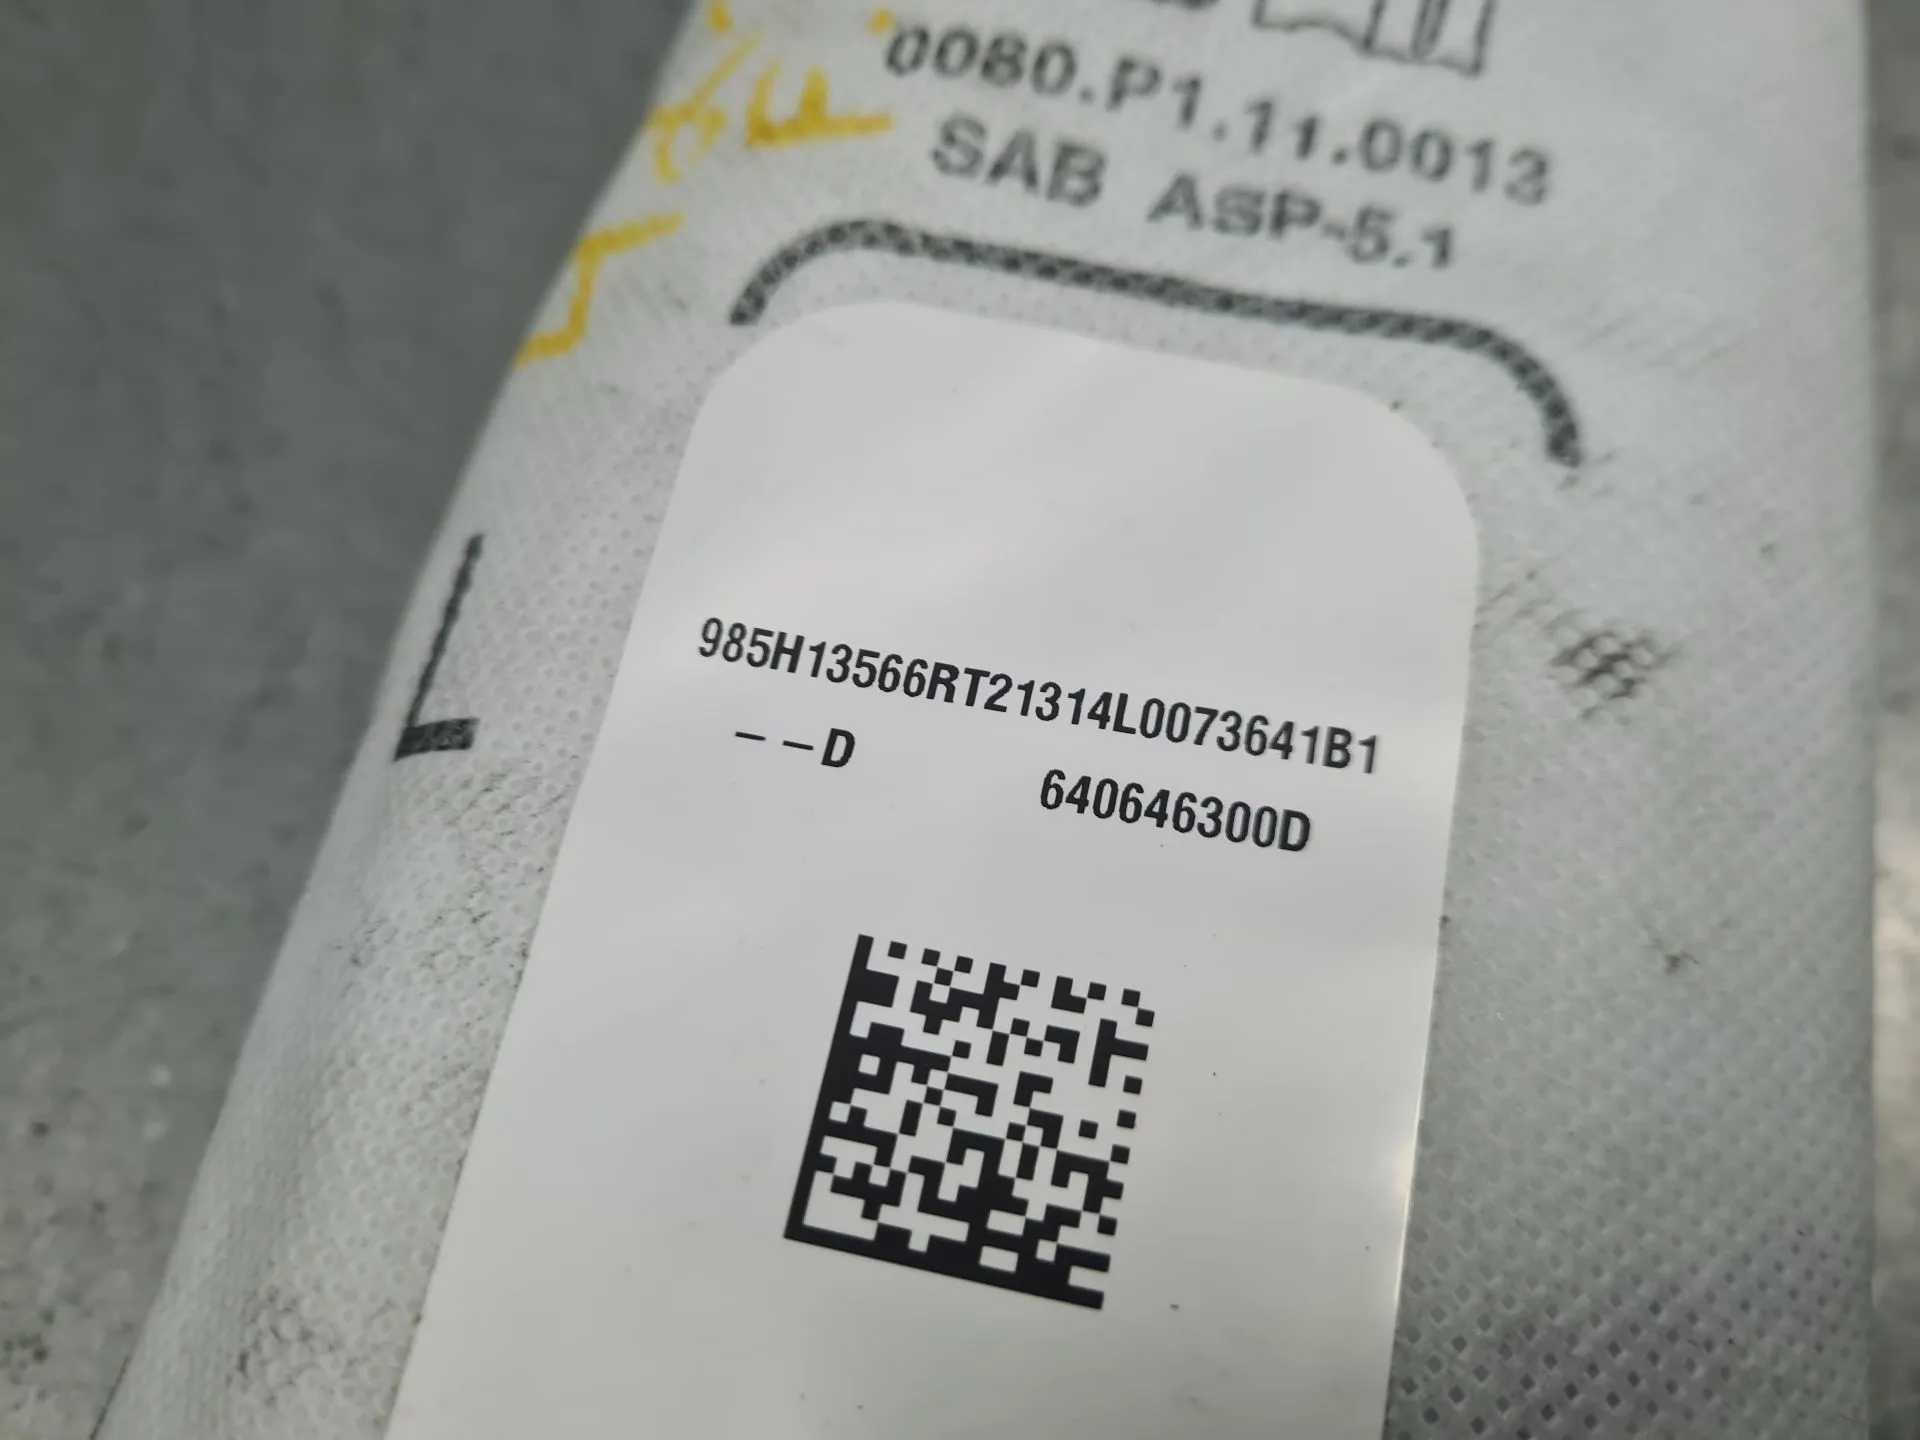 0080.P1.11.0013
SAB ASP-5.1
L
985H13566RT21314L0073641B1
--D 640646300D